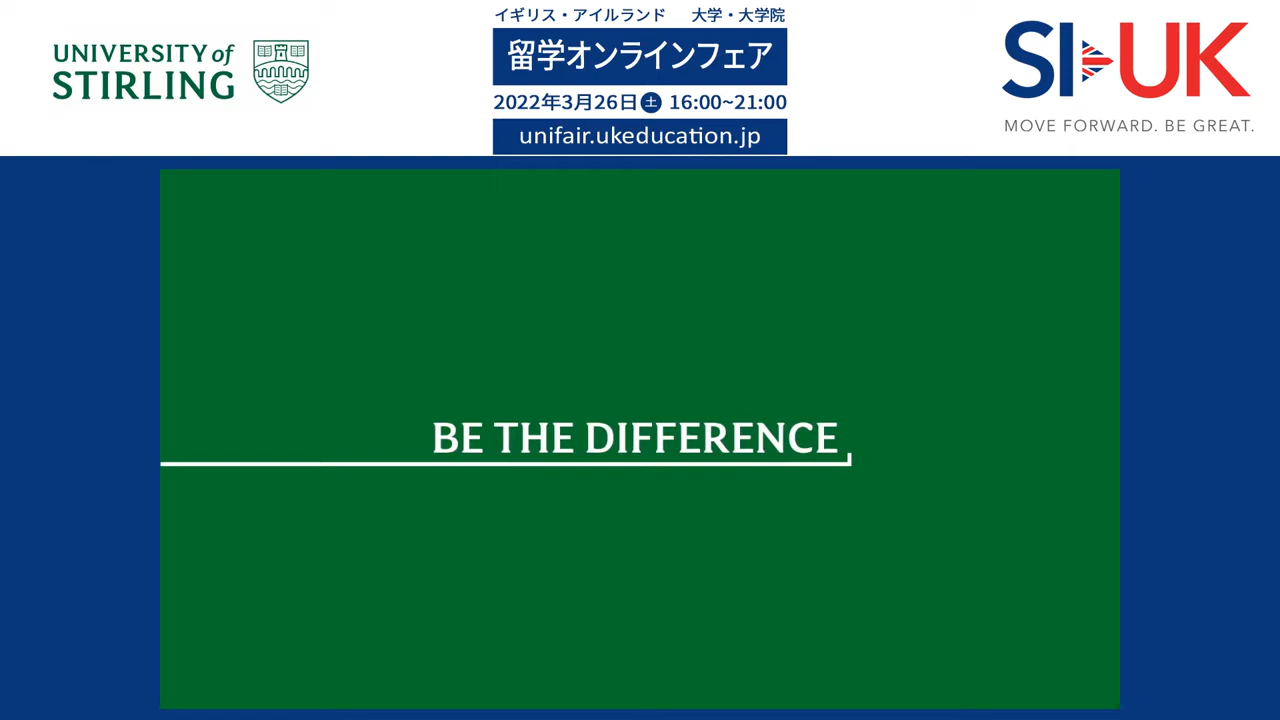 UNIVERSITY of
STIRLING
イギリス・アイルランド 大学・大学院
留学オンラインフェア
2022年3月26日土 16:00~21:00
unifair.ukeducation.jp
SI UK
MOVE FORWARD. BE GREAT.
BE THE DIFFERENCE